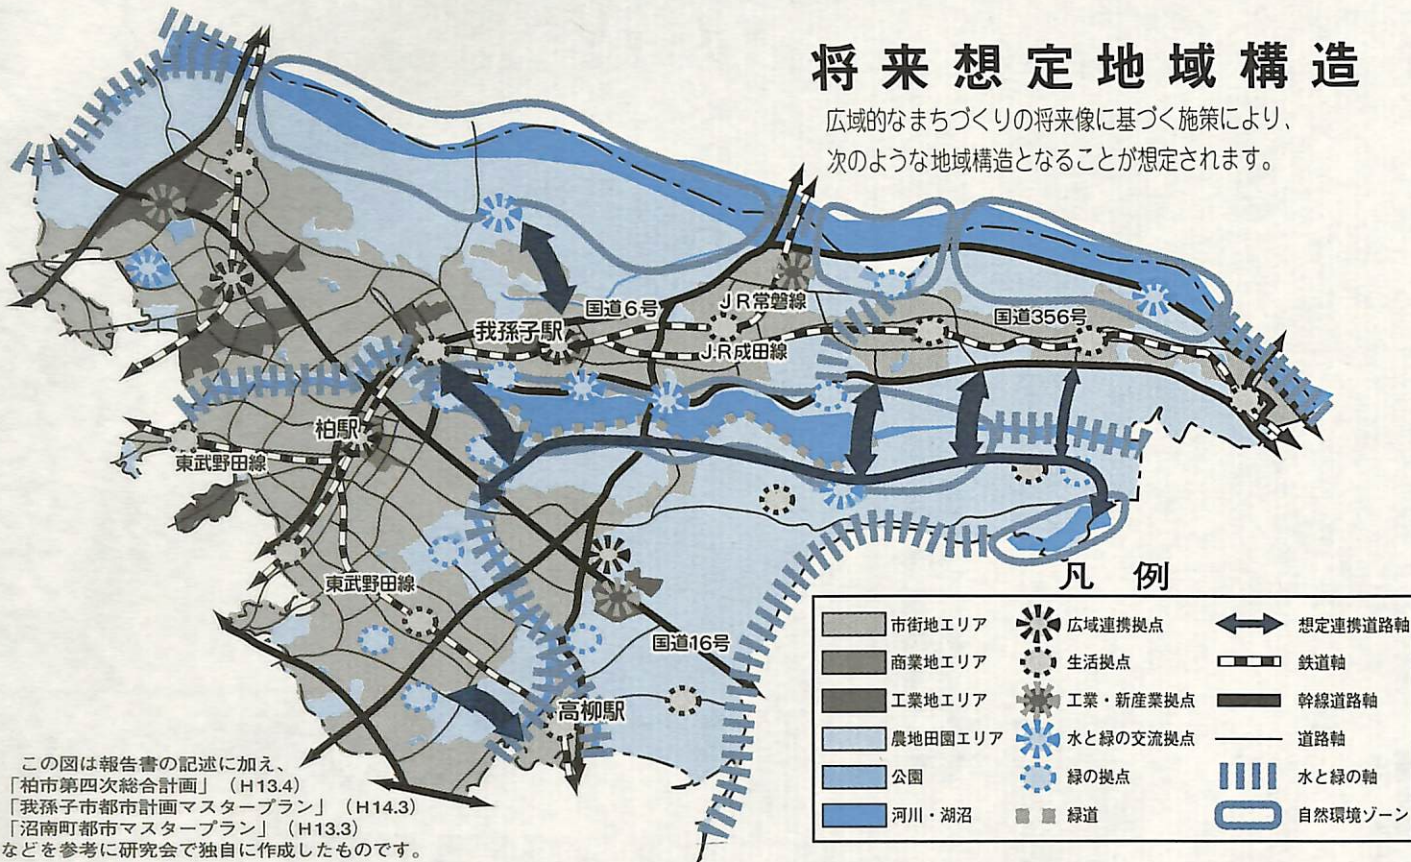 将来想定地域構造
広域的なまちづくりの将来像に基づく施策により、
次のような地域構造となることが想定されます。
国道6号
JR常磐線
我孫子駅
国道356号
JR成田線
柏駅
東武野田線
東武野田線
国道16号
高柳駅
凡例
市街地エリア
商業地エリア
工業地エリア
農地田園エリア
公園
河川・湖沼
広域連携拠点
生活拠点
工業・新産業拠点
水と緑の交流拠点
緑の拠点
緑道
想定連携道路軸
鉄道軸
幹線道路軸
道路軸
水と緑の軸
自然環境ゾーン
この図は報告書の記述に加え、
「柏市第四次総合計画」（H13.4）
「我孫子市都市計画マスタープラン」（H14.3）
「沼南町都市マスタープラン」（H13.3）
などを参考に研究会で独自に作成したものです。